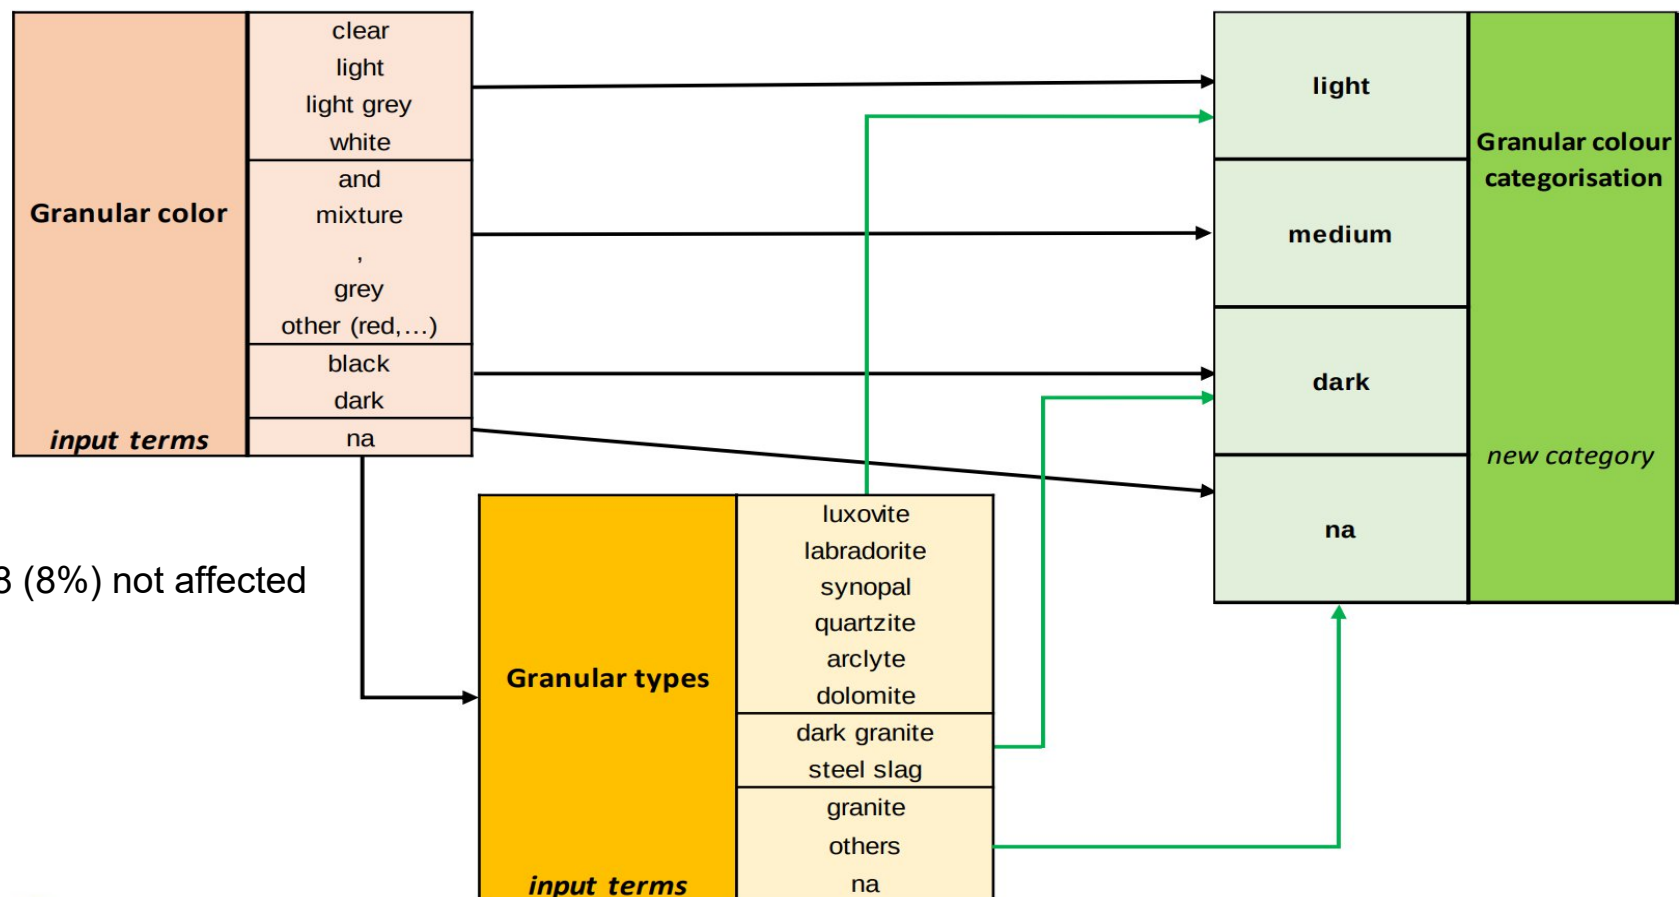 Granular color
input terms
clear
light
light grey
white
and
mixture
,
grey
other (red,...)
black
dark
na
light
medium
dark
na
Granular colour
categorisation
new category
8 (8%) not affected
Granular types
input terms
luxovite
labradorite
synopal
quartzite
arclyte
dolomite
dark granite
steel slag
granite
others
na